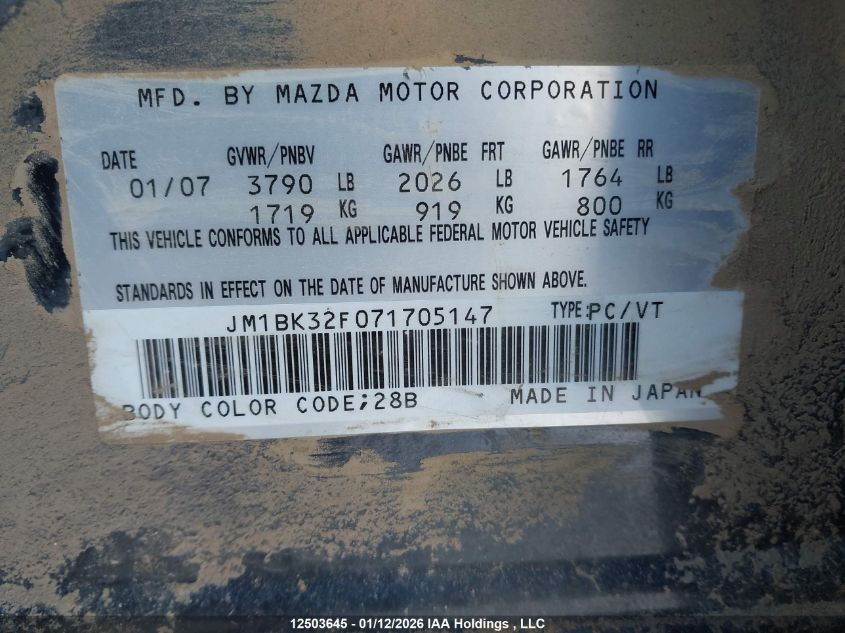 MFD. BY MAZDA MOTOR CORPORATION
DATE GVWR/PNBV GAWR/PNBE FRT GAWR/PNBE RR
01/07 3790 LB 2026 LB 1764 LB
1719 KG 919 KG 800 KG
THIS VEHICLE CONFORMS TO ALL APPLICABLE FEDERAL MOTOR VEHICLE SAFETY
STANDARDS IN EFFECT ON THE DATE OF MANUFACTURE SHOWN ABOVE.
JM1BK32F071705147 TYPE:PC/VT
BODY COLOR CODE;28B MADE IN JAPAN
12503645 - 01/12/2026 IAA Holdings , LLC